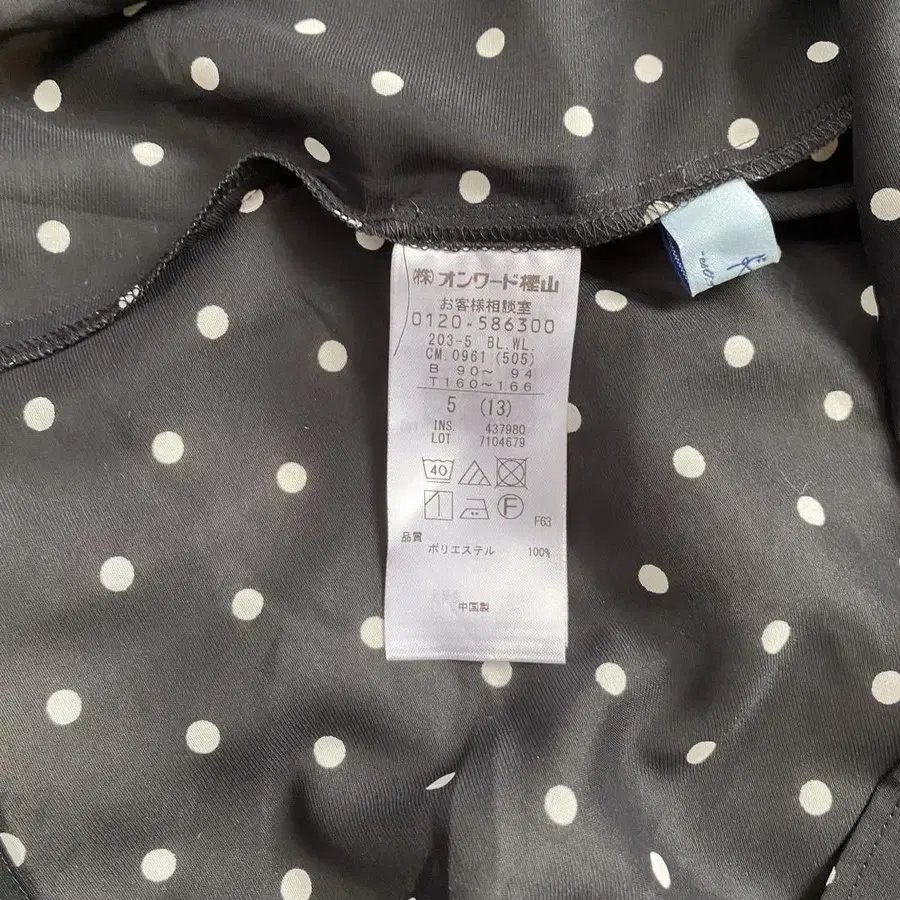 (株)オンワード樫山
お客様相談室
0120-586300
203-5. BL.WL.
CM.0961 (505)
B 90～ 94
T160～166
5 (13)
INS. 437980
LOT 7104679
40
F
F63
品質
ポリエステル 100%
中国製